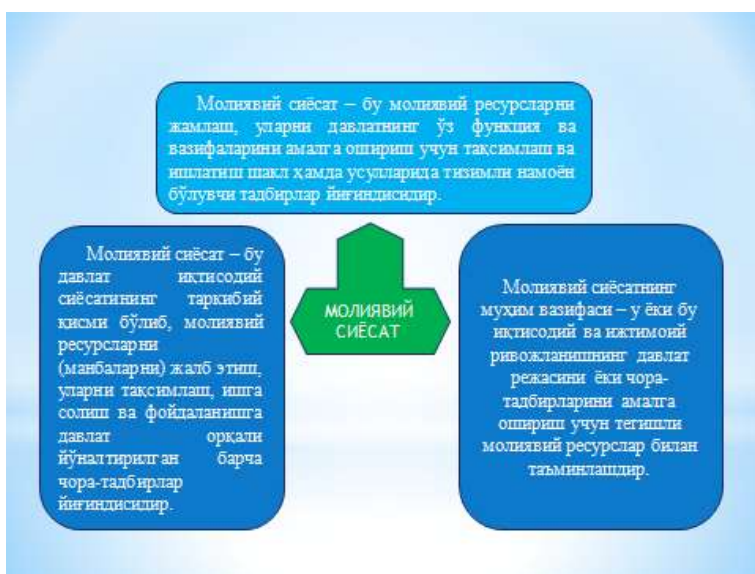 Молиявий сиёсат – бу молиявий ресурсларни
жамлаш, уларни давлатнинг ўз функция ва
вазифаларини амалга ошириш учун тақсимлаш ва
ишлатиш шакл ҳамда усулларида тизимли намоён
бўлувчи тадбирлар йиғиндисидир.
Молиявий сиёсат – бу
давлат иқтисодий
сиёсатининг таркибий
қисми бўлиб, молиявий
ресурсларни
(манбаларни) жалб этиш,
уларни тақсимлаш, ишга
солиш ва фойдаланишга
давлат орқали
йўналтирилган барча
чора-тадбирлар
йиғиндисидир.
МОЛИЯВИЙ
СИЁСАТ
Молиявий сиёсатнинг
муҳим вазифаси – у ёки бу
иқтисодий ва ижтимоий
ривожланишнинг давлат
режасини ёки чора-
тадбирларини амалга
ошириш учун тегишли
молиявий ресурслар билан
таъминлашдир.